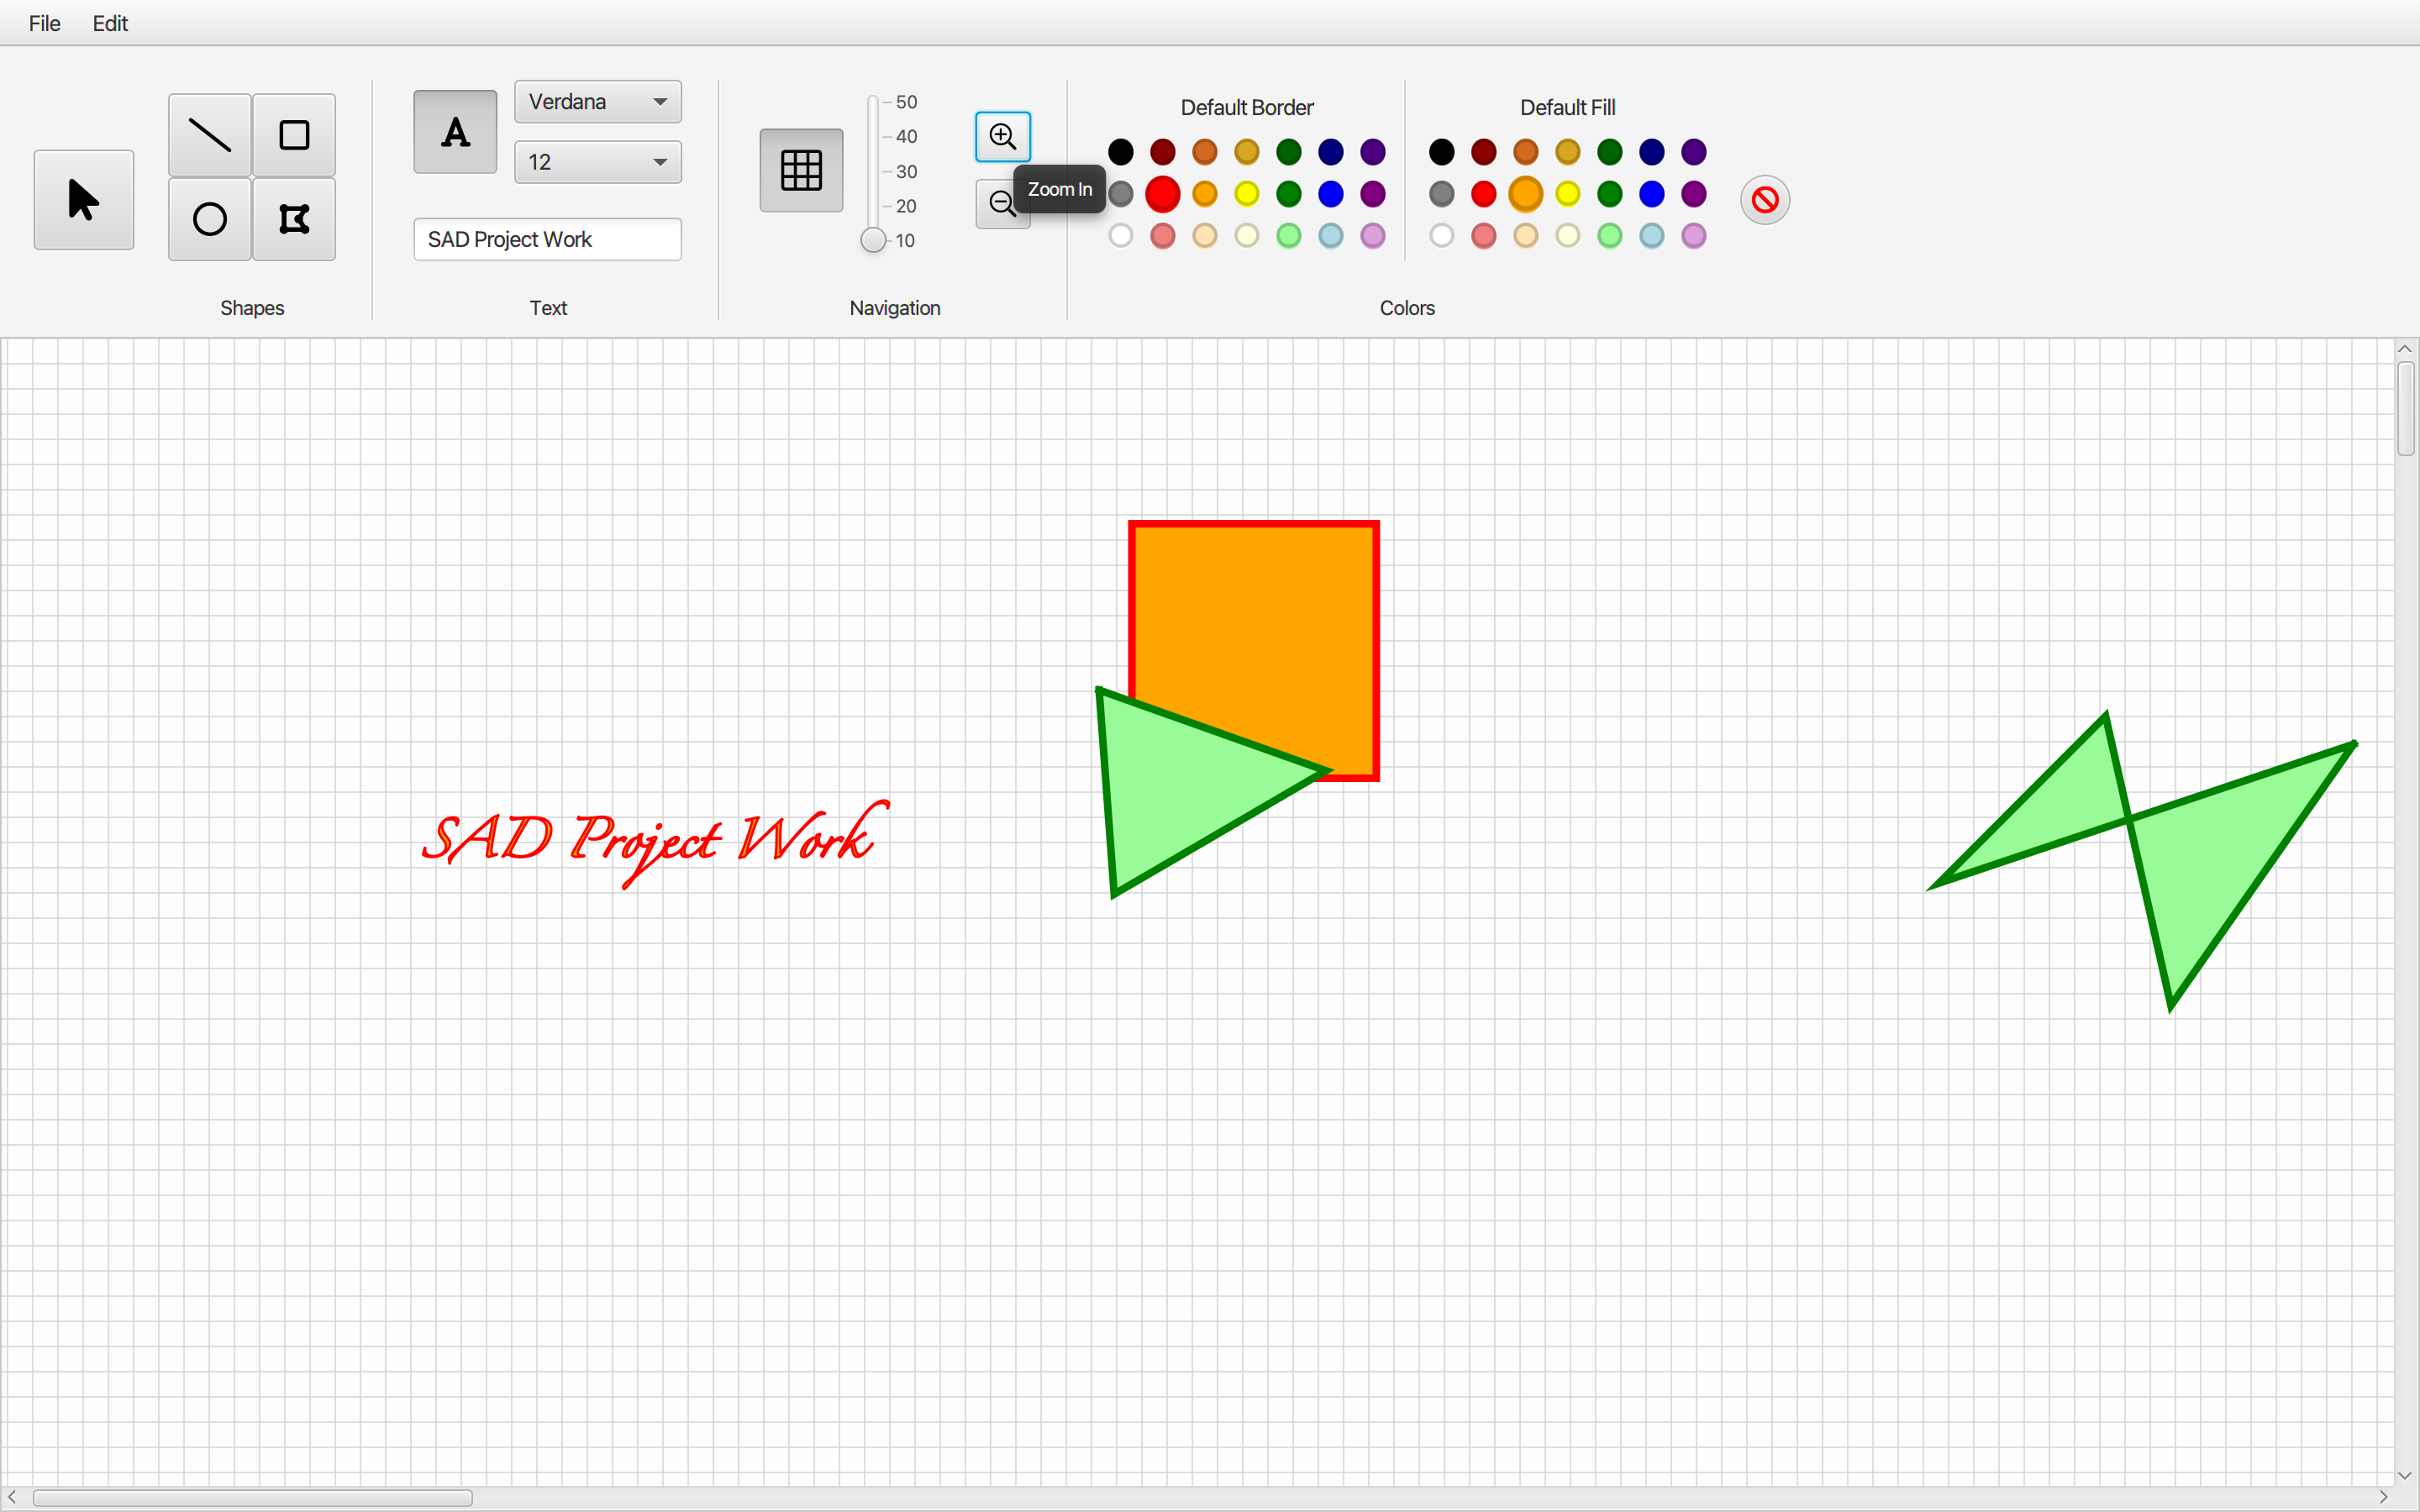 File Edit
Verdana
12
SAD Project Work
50
40
30
20
10
Zoom In
Default Border
Default Fill
Shapes
Text
Navigation
Colors
SAD Project Work